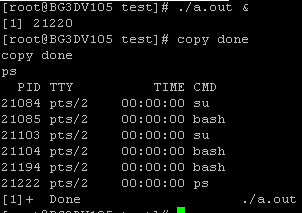 [root@BG3DV105 test]# ./a.out &
[1] 21220
[root@BG3DV105 test]# copy done
copy done
ps
  PID TTY          TIME CMD
21084 pts/2    00:00:00 su
21085 pts/2    00:00:00 bash
21103 pts/2    00:00:00 su
21104 pts/2    00:00:00 bash
21194 pts/2    00:00:00 bash
21222 pts/2    00:00:00 ps
[1]+  Done                    ./a.out
[root@BG3DV105 test]#